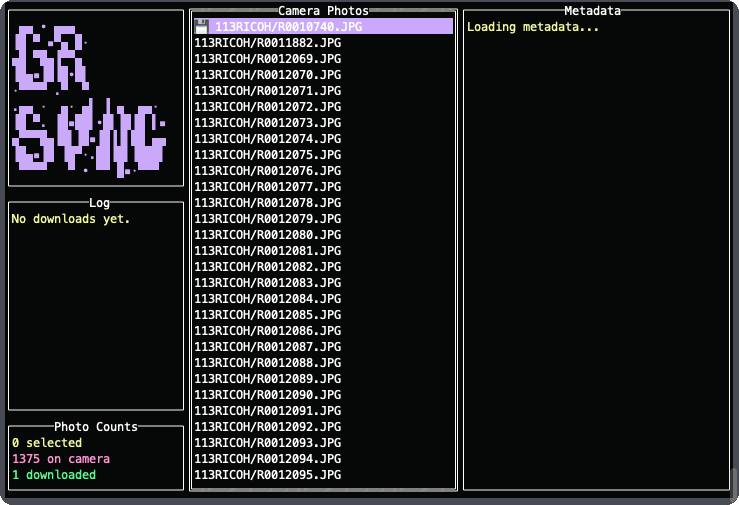 GR
SYNC
Log
No downloads yet.
Photo Counts
0 selected
1375 on camera
1 downloaded
Camera Photos
113RICOH/R0010740.JPG
113RICOH/R0011882.JPG
113RICOH/R0012069.JPG
113RICOH/R0012070.JPG
113RICOH/R0012071.JPG
113RICOH/R0012072.JPG
113RICOH/R0012073.JPG
113RICOH/R0012074.JPG
113RICOH/R0012075.JPG
113RICOH/R0012076.JPG
113RICOH/R0012077.JPG
113RICOH/R0012078.JPG
113RICOH/R0012079.JPG
113RICOH/R0012080.JPG
113RICOH/R0012081.JPG
113RICOH/R0012082.JPG
113RICOH/R0012083.JPG
113RICOH/R0012084.JPG
113RICOH/R0012085.JPG
113RICOH/R0012086.JPG
113RICOH/R0012087.JPG
113RICOH/R0012088.JPG
113RICOH/R0012089.JPG
113RICOH/R0012090.JPG
113RICOH/R0012091.JPG
113RICOH/R0012092.JPG
113RICOH/R0012093.JPG
113RICOH/R0012094.JPG
113RICOH/R0012095.JPG
Metadata
Loading metadata...